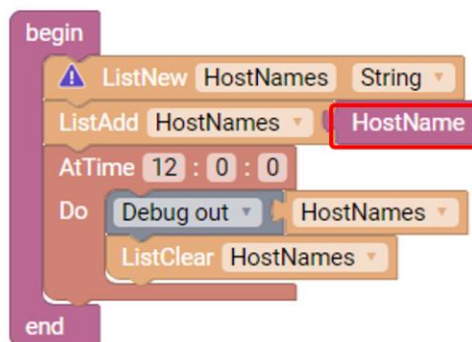 begin
ListNew HostNames String
ListAdd HostNames HostName
AtTime 12 : 0 : 0
Do Debug out HostNames
ListClear HostNames
end